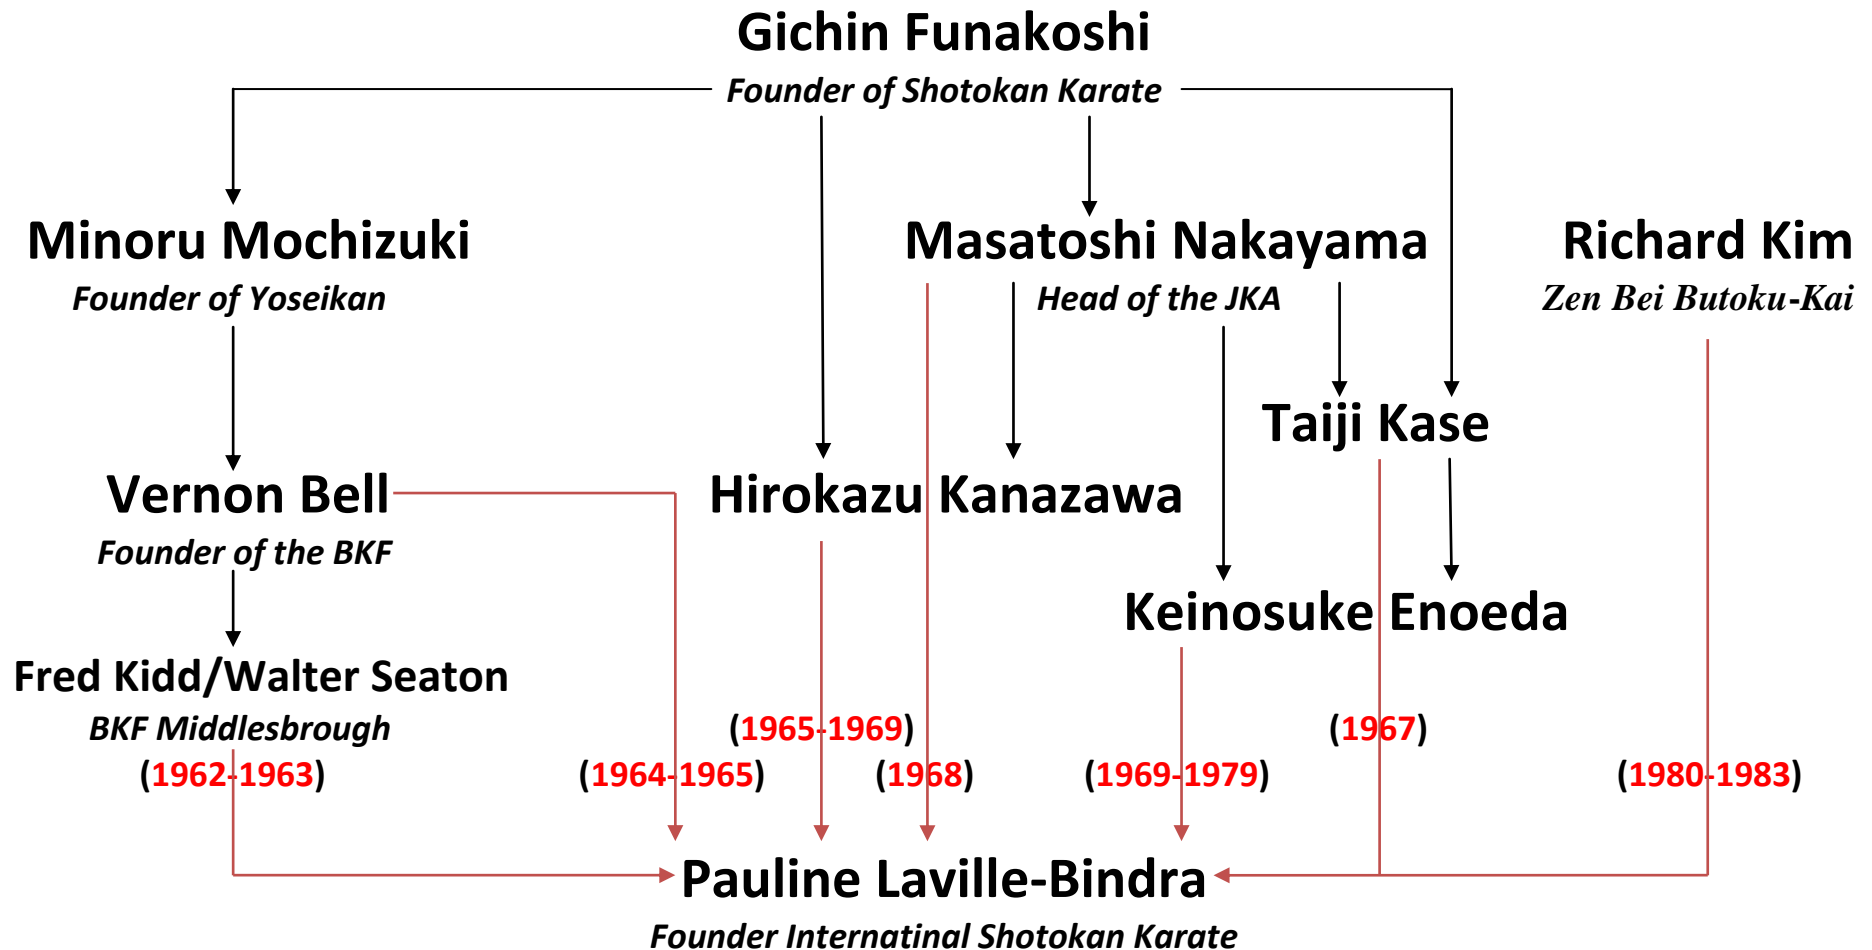 Gichin Funakoshi
Founder of Shotokan Karate
Minoru Mochizuki
Founder of Yoseikan
Masatoshi Nakayama
Head of the JKA
Richard Kim
Zen Bei Butoku-Kai
Taiji Kase
Vernon Bell
Founder of the BKF
Hirokazu Kanazawa
Keinosuke Enoeda
Fred Kidd/Walter Seaton
BKF Middlesbrough
(1962-1963)
(1964-1965)
(1965-1969)
(1968)
(1969-1979)
(1967)
(1980-1983)
Pauline Laville-Bindra
Founder Internatinal Shotokan Karate